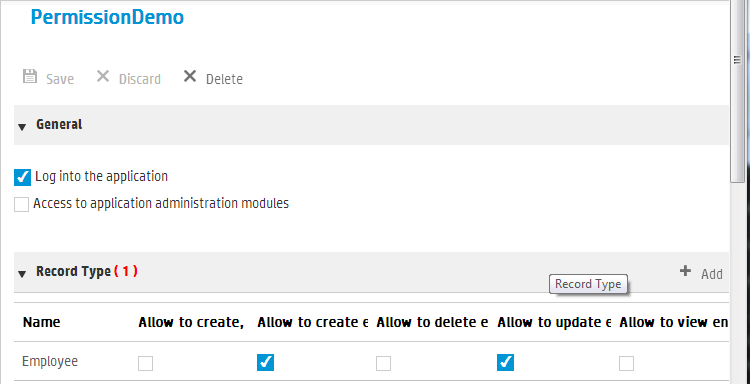 PermissionDemo
Save Discard Delete
General
Log into the application
Access to application administration modules
Record Type ( 1 ) Add
Record Type
Name Allow to create, Allow to create e Allow to delete e Allow to update e Allow to view en
Employee